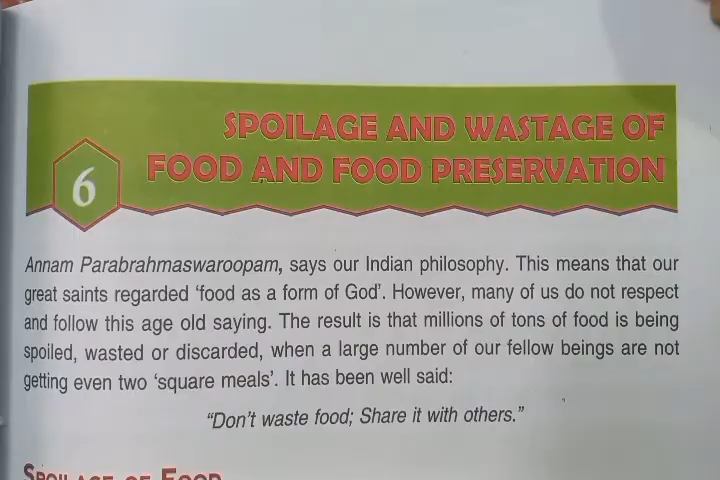 SPOILAGE AND WASTAGE OF
FOOD AND FOOD PRESERVATION
6
Annam Parabrahmaswaroopam, says our Indian philosophy. This means that our
great saints regarded ‘food as a form of God’. However, many of us do not respect
and follow this age old saying. The result is that millions of tons of food is being
spoiled, wasted or discarded, when a large number of our fellow beings are not
getting even two ‘square meals’. It has been well said:
“Don’t waste food; Share it with others.”
SPOILAGE OF FOOD